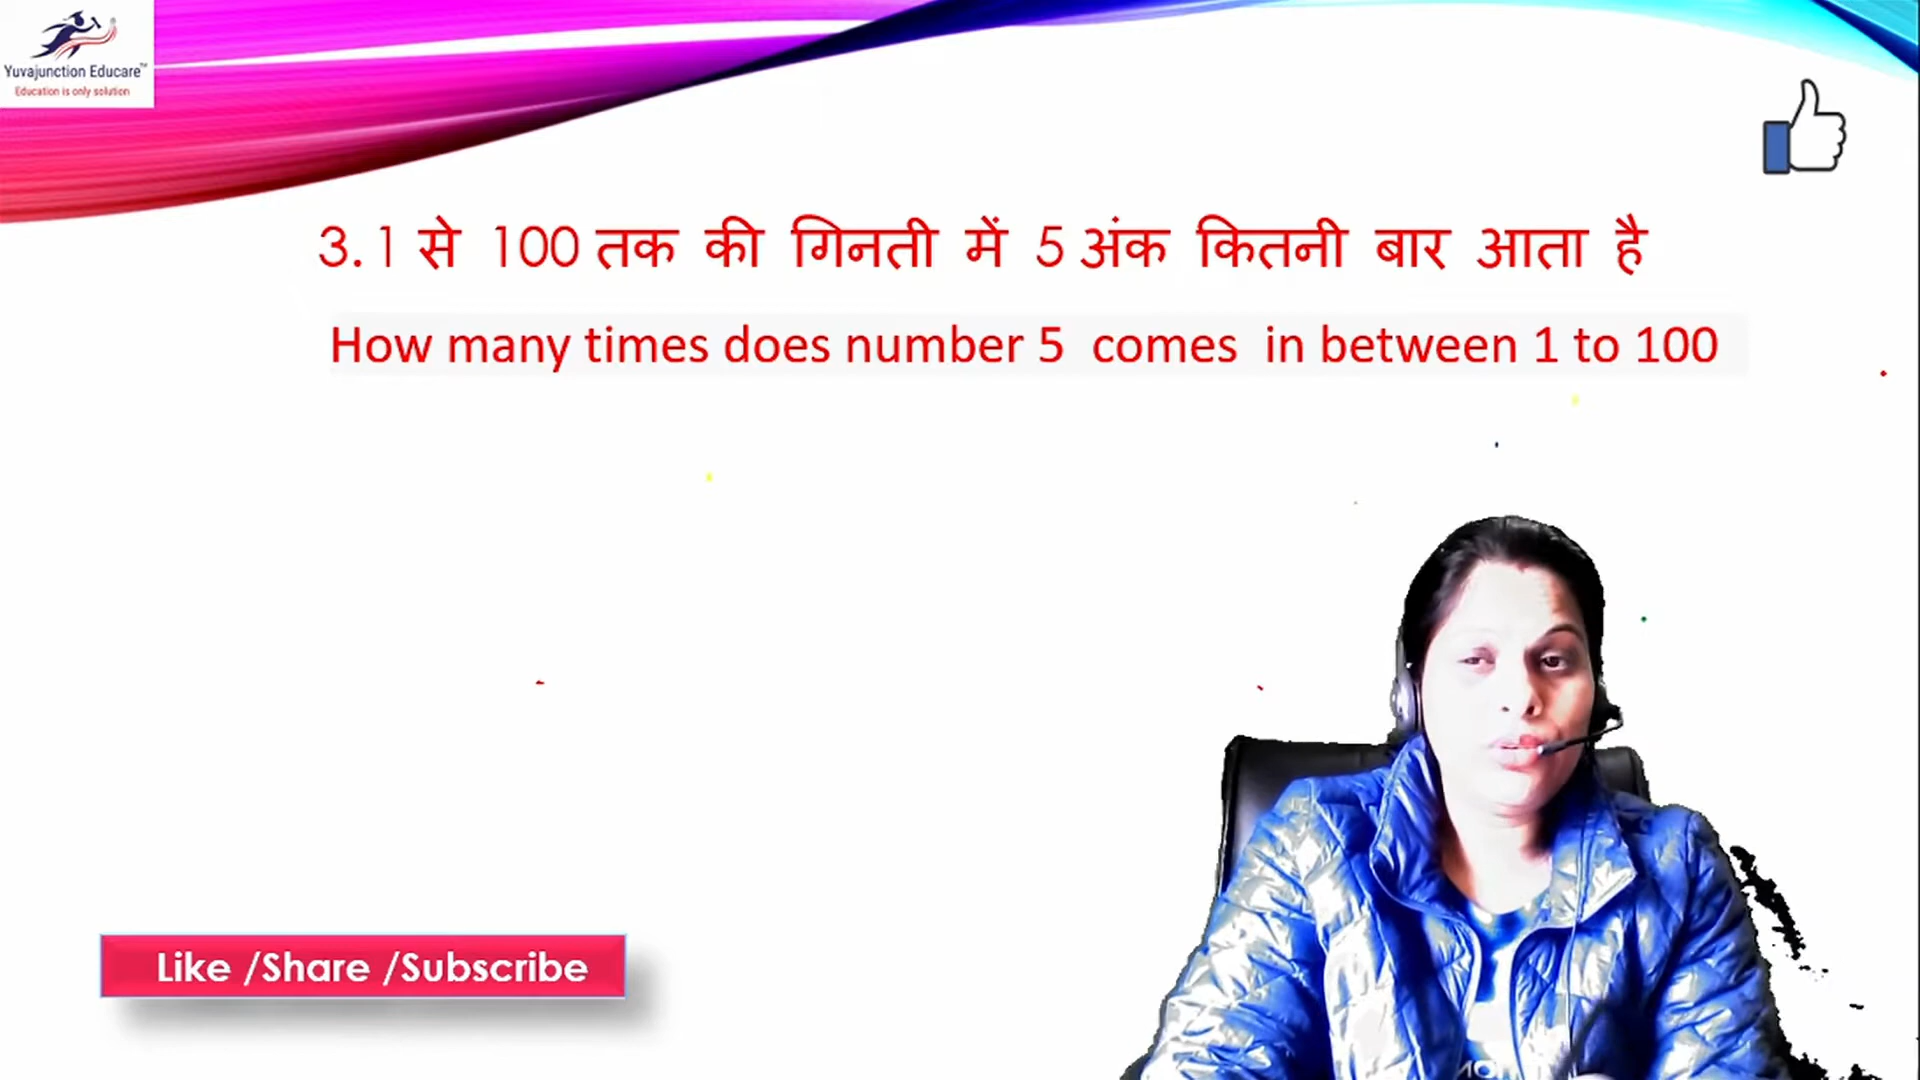 Yuvajunction Educare™
Education is only solution
3. 1 से 100 तक की गिनती में 5 अंक कितनी बार आता है
How many times does number 5 comes in between 1 to 100
Like /Share /Subscribe